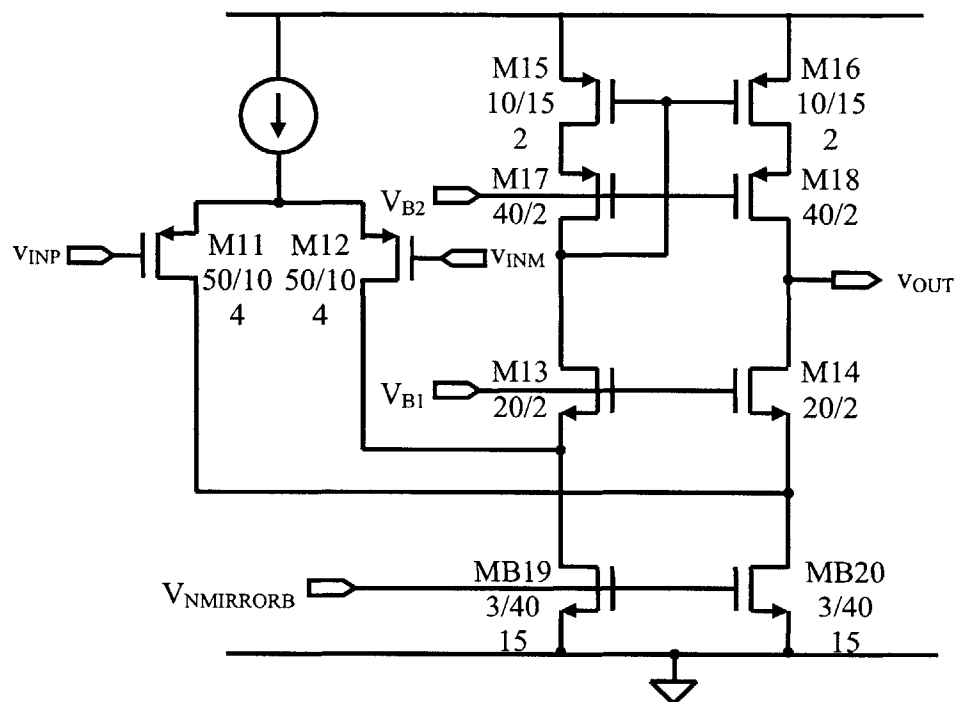 M15
10/15
2
M16
10/15
2
M17
40/2
M18
40/2
V_B2
v_INP
M11
50/10
4
M12
50/10
4
v_INM
v_OUT
V_B1
M13
20/2
M14
20/2
V_NMIRRORB
MB19
3/40
15
MB20
3/40
15